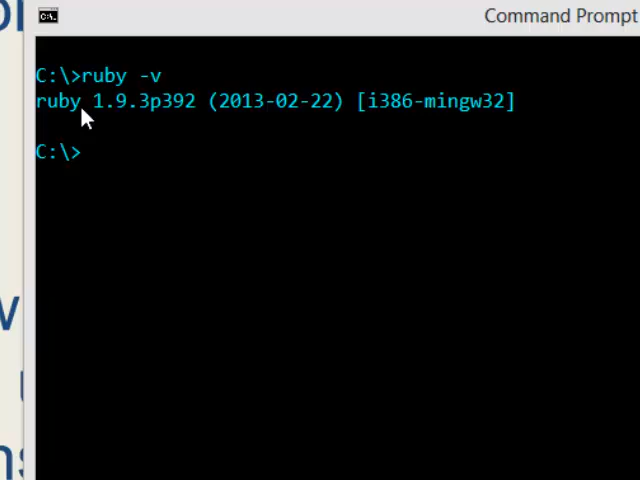 C:\.
Command Prompt
C:\>ruby -v
ruby 1.9.3p392 (2013-02-22) [i386-mingw32]
C:\>